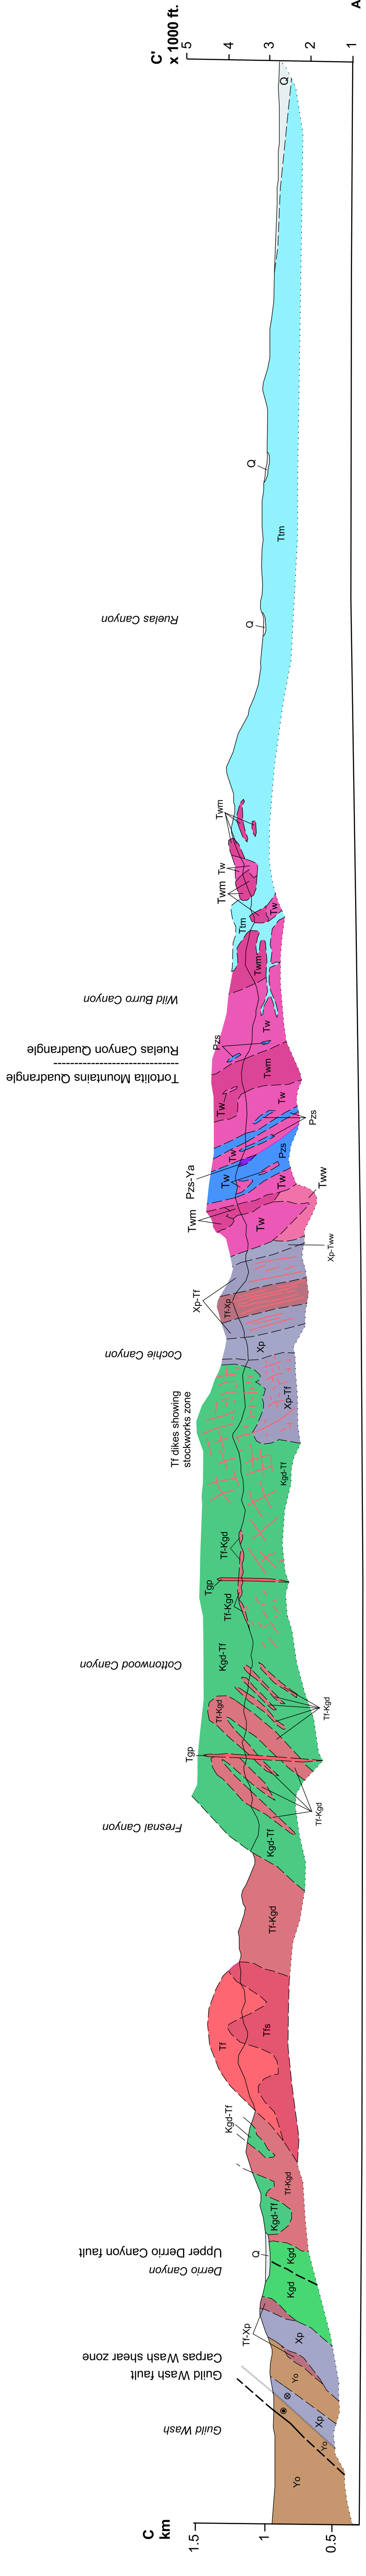 C'
x 1000 ft.
5
4
3
2
1
A
Q
Q
Ttm
Q
Ruelas Canyon
Twm
Tw
Twm
Ttm
Tw
Twm
Wild Burro Canyon
Tw
Ruelas Canyon Quadrangle
Tortolita Mountains Quadrangle
Pzs
Twm
Tw
Tw
Pzs
Pzs-Ya
Tw
Pzs
Tw
Tw
Tww
Twm
Tw
Xp-Tww
Xp-Tf
Tf-Xp
Xp
Cochie Canyon
Tf dikes showing
stockworks zone
Xp-Tf
Kgd-Tf
Tf-Kgd
Tgp
Tf-Kgd
Kgd-Tf
Cottonwood Canyon
Tf-Kgd
Tf-Kgd
Tgp
Tf-Kgd
Fresnal Canyon
Kgd-Tf
Tf-Kgd
Tf
Tfs
Kgd-Tf
Tf-Kgd
Kgd-Tf
Upper Derrio Canyon fault
Derrio Canyon
Q
Kgd
Kgd
Tf-Xp
Xp
Carpas Wash shear zone
Guild Wash fault
Yo
Guild Wash
Xp
Yo
Yo
C
km
1.5
1
0.5